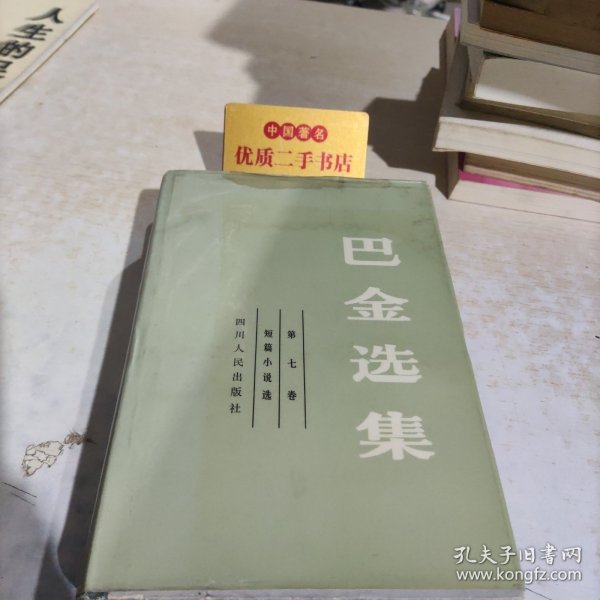 人生的
中国著名
优质二手书店
巴金选集
第七卷
短篇小说选
四川人民出版社
孔夫子旧书网
www.kongfz.com